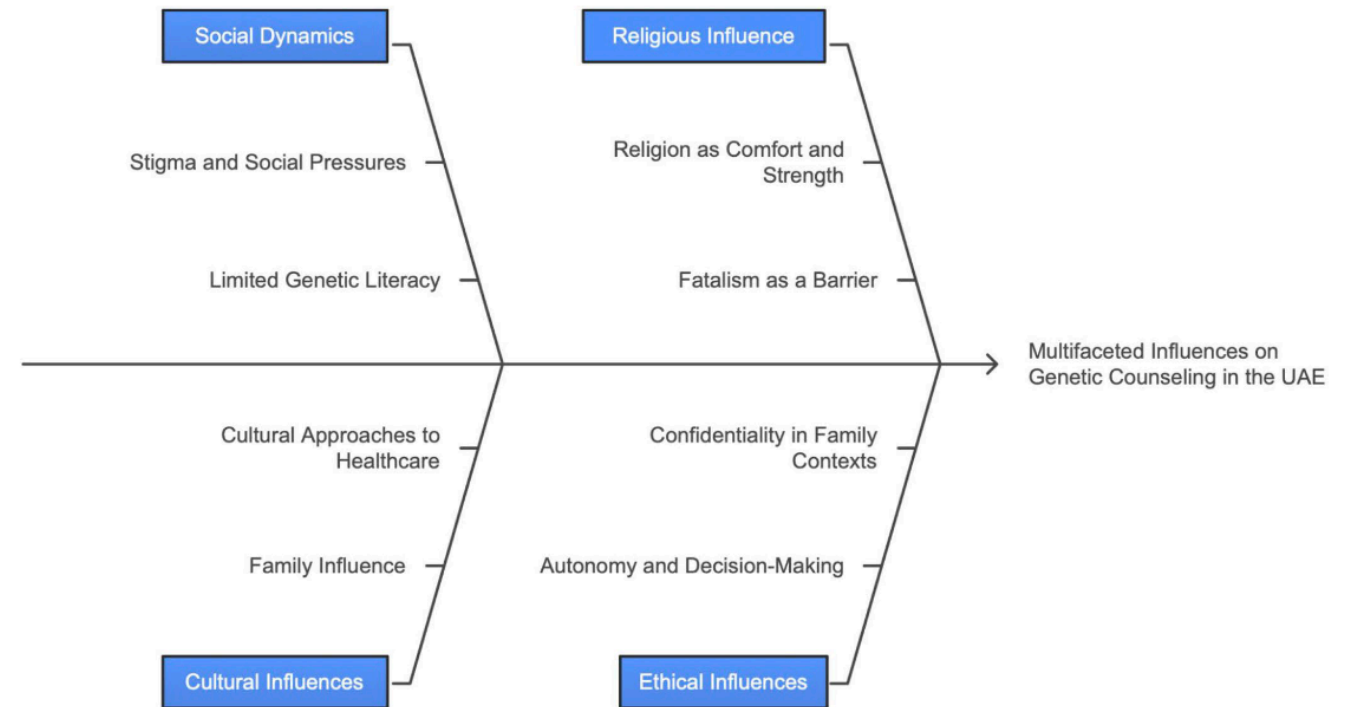 Social Dynamics
Religious Influence
Stigma and Social Pressures
Religion as Comfort and
Strength
Limited Genetic Literacy
Fatalism as a Barrier
Multifaceted Influences on
Genetic Counseling in the UAE
Cultural Approaches to
Healthcare
Confidentiality in Family
Contexts
Family Influence
Autonomy and Decision-Making
Cultural Influences
Ethical Influences